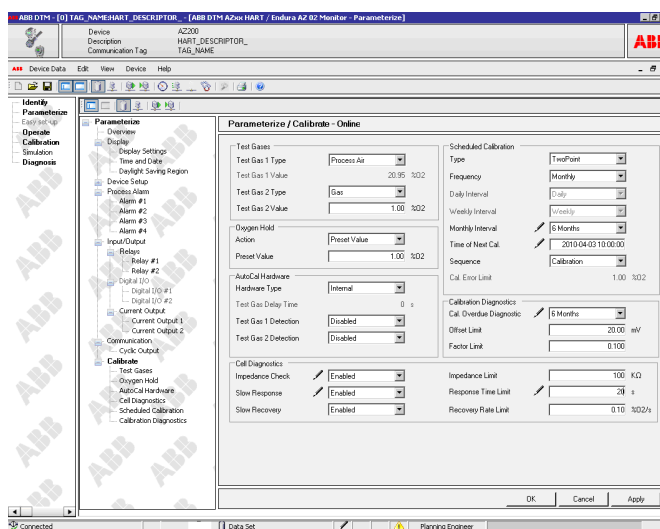 ABB DTM - [0] TAG_NAME:HART_DESCRIPTOR_ - [ABB DTM AZxx HART / Endura AZ 02 Monitor - Parameterize]
Device AZ200
Description HART_DESCRIPTOR_
Communication Tag TAG_NAME
ABB
ABB Device Data Edit View Device Help
Identify
Parameterize
Easy set-up
Operate
Calibration
Simulation
Diagnosis
Parameterize
Overview
Display
Display Settings
Time and Date
Daylight Saving Region
Device Setup
Process Alarm
Alarm #1
Alarm #2
Alarm #3
Alarm #4
Input/Output
Relays
Relay #1
Relay #2
Digital I/O
Digital I/O #1
Digital I/O #2
Current Output
Current Output 1
Current Output 2
Communication
Cyclic Output
Calibrate
Test Gases
Oxygen Hold
AutoCal Hardware
Cell Diagnostics
Scheduled Calibration
Calibration Diagnostics
Parameterize / Calibrate - Online
Test Gases
Test Gas 1 Type Process Air
Test Gas 1 Value 20.95 %O2
Test Gas 2 Type Gas
Test Gas 2 Value 1.00 %O2
Oxygen Hold
Action Preset Value
Preset Value 1.00 %O2
AutoCal Hardware
Hardware Type Internal
Test Gas Delay Time 0 s
Test Gas 1 Detection Disabled
Test Gas 2 Detection Disabled
Scheduled Calibration
Type TwoPoint
Frequency Monthly
Daily Interval Daily
Weekly Interval Weekly
Monthly Interval 6 Months
Time of Next Cal. 2010-04-03 10:00:00
Sequence Calibration
Cal. Error Limit 1.00 %O2
Calibration Diagnostics
Cal. Overdue Diagnostic 6 Months
Offset Limit 20.00 mV
Factor Limit 0.100
Cell Diagnostics
Impedance Check Enabled
Slow Response Enabled
Slow Recovery Enabled
Impedance Limit 100 KΩ
Response Time Limit 20 s
Recovery Rate Limit 0.10 %O2/s
OK Cancel Apply
Connected Data Set Planning Engineer